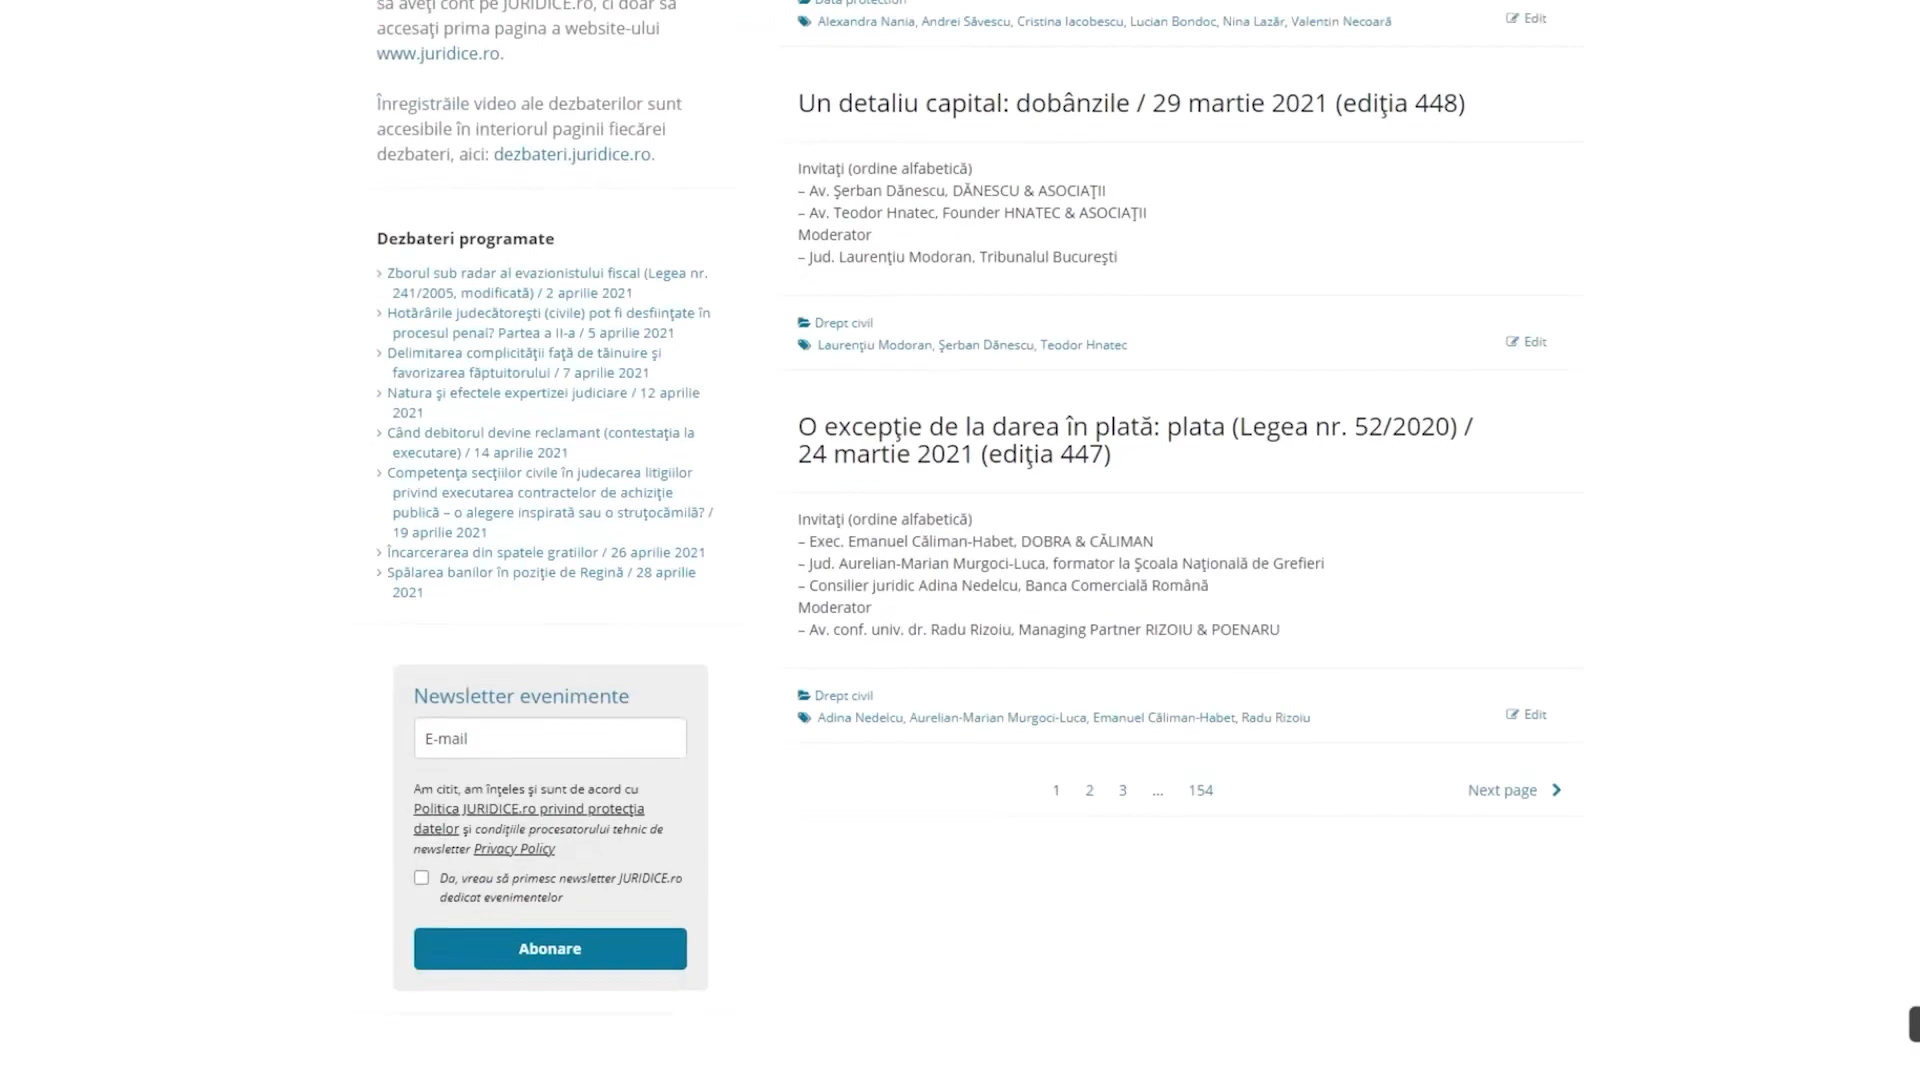 să aveți cont pe JURIDICE.ro, ci doar să
accesați prima pagina a website-ului
www.juridice.ro.
Înregistrăile video ale dezbaterilor sunt
accesibile în interiorul paginii fiecărei
dezbateri, aici: dezbateri.juridice.ro.
Dezbateri programate
Zborul sub radar al evazionistului fiscal (Legea nr.
241/2005, modificată) / 2 aprilie 2021
Hotărârile judecătorești (civile) pot fi desființate în
procesul penal? Partea a II-a / 5 aprilie 2021
Delimitarea complicității față de tăinuire și
favorizarea făptuitorului / 7 aprilie 2021
Natura și efectele expertizei judiciare / 12 aprilie
2021
Când debitorul devine reclamant (contestația la
executare) / 14 aprilie 2021
Competența secțiilor civile în judecarea litigiilor
privind executarea contractelor de achiziție
publică – o alegere inspirată sau o struțocămilă? /
19 aprilie 2021
Încarcerarea din spatele gratiilor / 26 aprilie 2021
Spălarea banilor în poziție de Regină / 28 aprilie
2021
Newsletter evenimente
E-mail
Am citit, am înțeles și sunt de acord cu
Politica JURIDICE.ro privind protecția
datelor și condițiile procesatorului tehnic de
newsletter Privacy Policy
Da, vreau să primesc newsletter JURIDICE.ro
dedicat evenimentelor
Abonare
Data protection
Alexandra Nania, Andrei Săvescu, Cristina Iacobescu, Lucian Bondoc, Nina Lazăr, Valentin Necoară
Edit
Un detaliu capital: dobânzile / 29 martie 2021 (ediția 448)
Invitați (ordine alfabetică)
– Av. Șerban Dănescu, DĂNESCU & ASOCIAȚII
– Av. Teodor Hnatec, Founder HNATEC & ASOCIAȚII
Moderator
– Jud. Laurențiu Modoran, Tribunalul București
Drept civil
Laurențiu Modoran, Șerban Dănescu, Teodor Hnatec
Edit
O excepție de la darea în plată: plata (Legea nr. 52/2020) /
24 martie 2021 (ediția 447)
Invitați (ordine alfabetică)
– Exec. Emanuel Căliman-Habet, DOBRA & CĂLIMAN
– Jud. Aurelian-Marian Murgoci-Luca, formator la Școala Națională de Grefieri
– Consilier juridic Adina Nedelcu, Banca Comercială Română
Moderator
– Av. conf. univ. dr. Radu Rizoiu, Managing Partner RIZOIU & POENARU
Drept civil
Adina Nedelcu, Aurelian-Marian Murgoci-Luca, Emanuel Căliman-Habet, Radu Rizoiu
Edit
1 2 3 ... 154 Next page